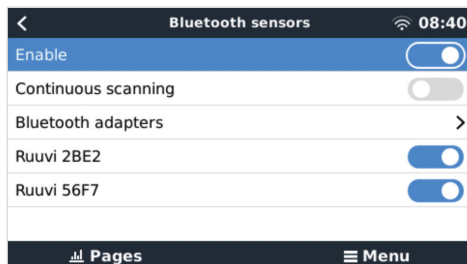 Bluetooth sensors 08:40
Enable
Continuous scanning
Bluetooth adapters
Ruuvi 2BE2
Ruuvi 56F7
Pages Menu